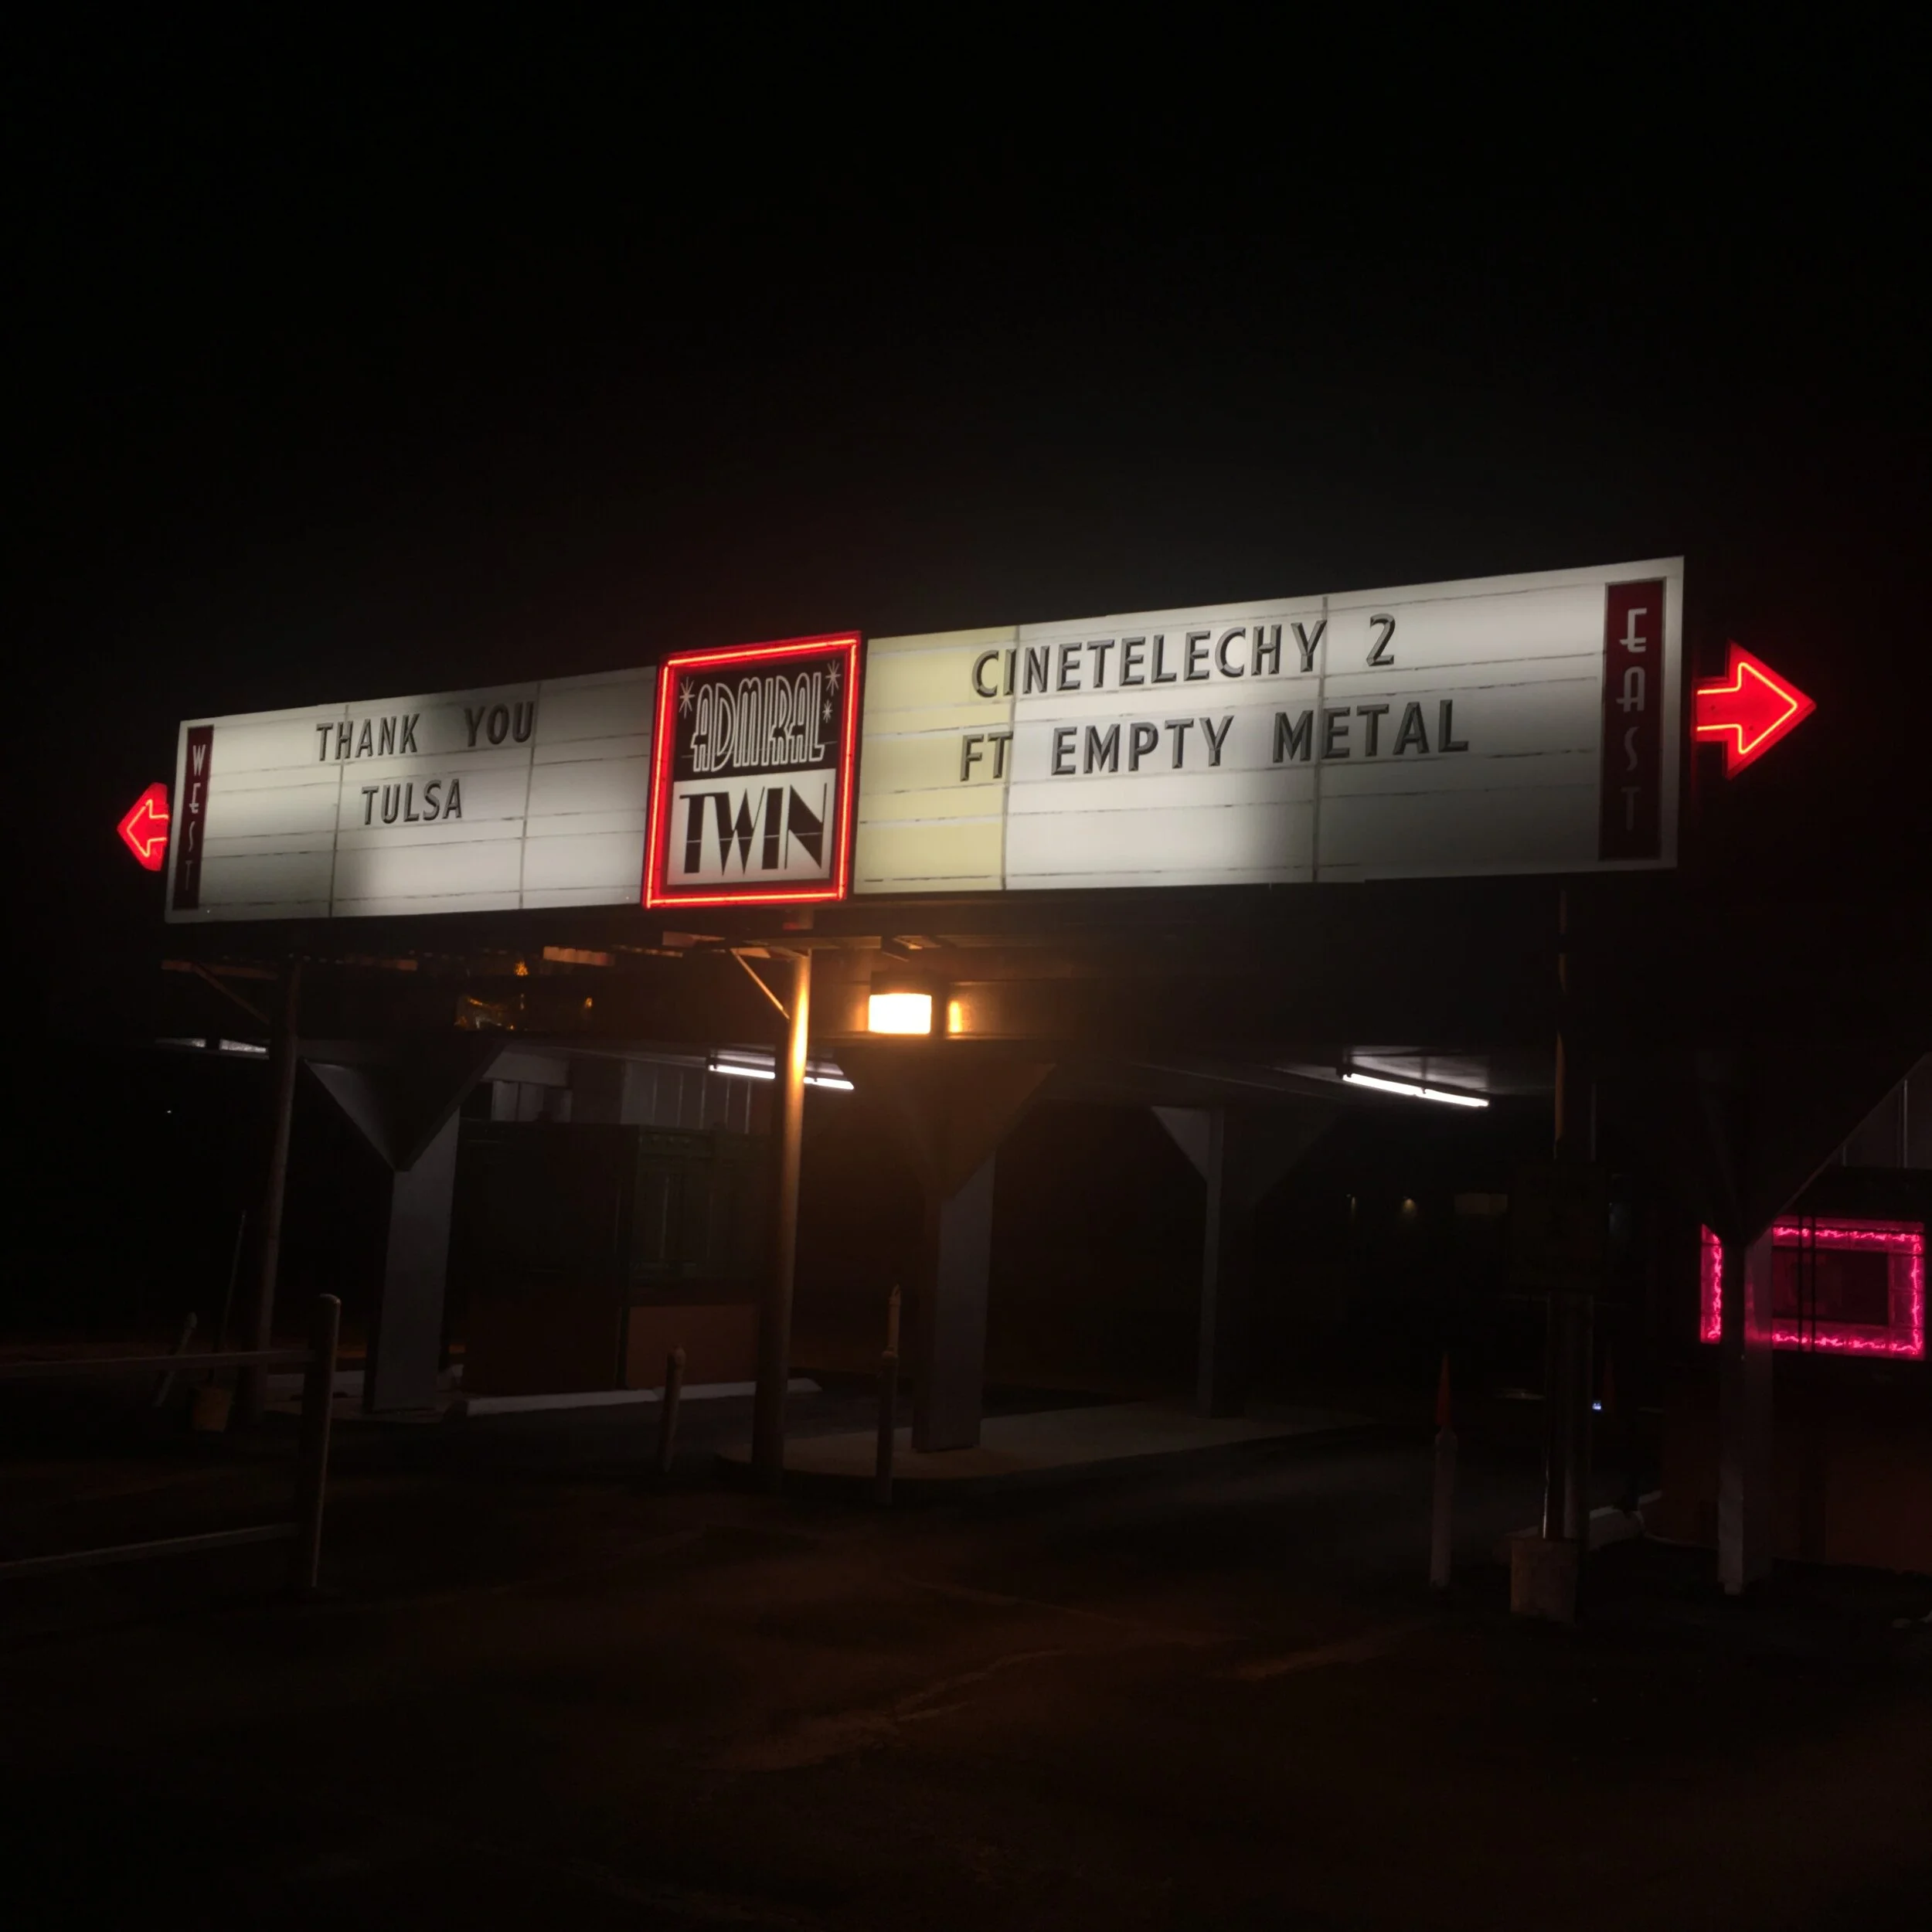 WEST
THANK YOU
TULSA
ADMIRAL
TWIN
CINETELECHY 2
FT EMPTY METAL
EAST